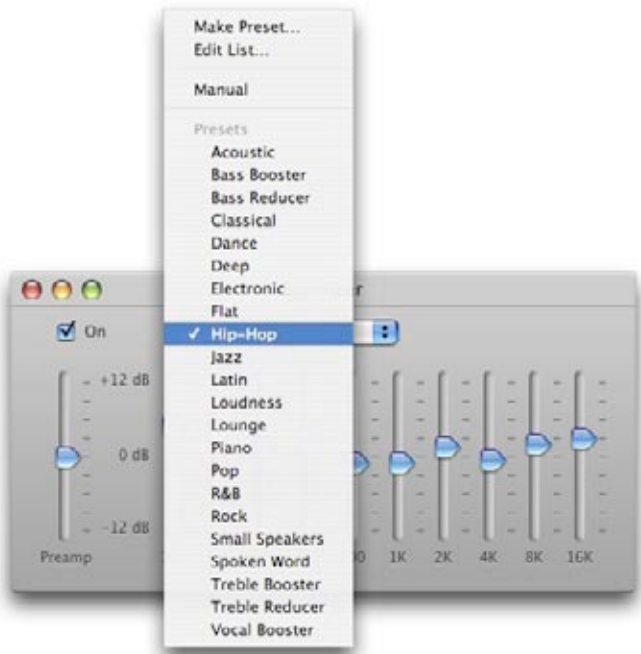 Make Preset...
Edit List...
Manual
Presets
Acoustic
Bass Booster
Bass Reducer
Classical
Dance
Deep
Electronic
Flat
On
✓ Hip-Hop
Jazz
Latin
Loudness
Lounge
Piano
Pop
R&B
Rock
Small Speakers
Spoken Word
Treble Booster
Treble Reducer
Vocal Booster
+12 dB
0 dB
-12 dB
Preamp
1K 2K 4K 8K 16K